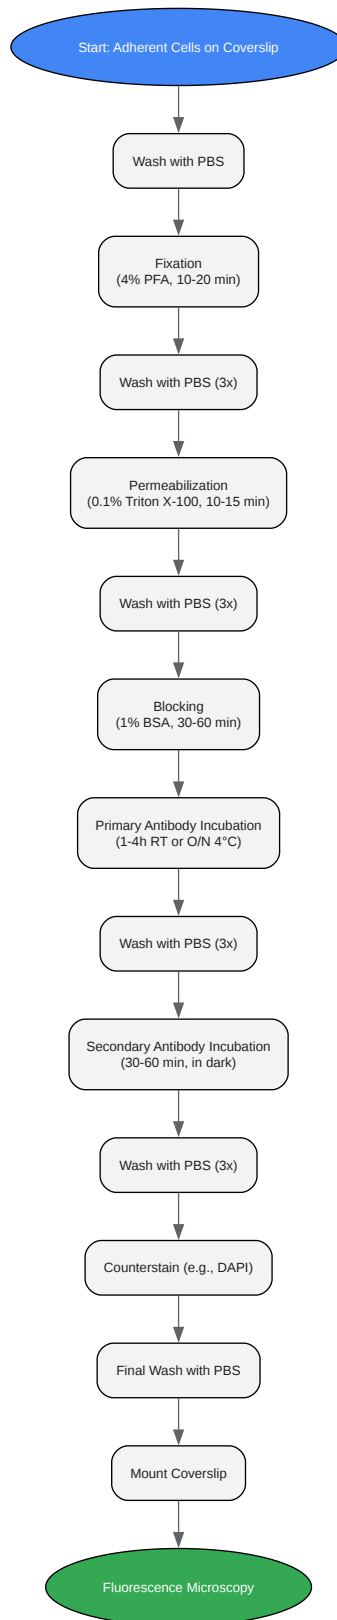 Start: Adherent Cells on Coverslip
Wash with PBS
Fixation
(4% PFA, 10-20 min)
Wash with PBS (3x)
Permeabilization
(0.1% Triton X-100, 10-15 min)
Wash with PBS (3x)
Blocking
(1% BSA, 30-60 min)
Primary Antibody Incubation
(1-4h RT or O/N 4°C)
Wash with PBS (3x)
Secondary Antibody Incubation
(30-60 min, in dark)
Wash with PBS (3x)
Counterstain (e.g., DAPI)
Final Wash with PBS
Mount Coverslip
Fluorescence Microscopy